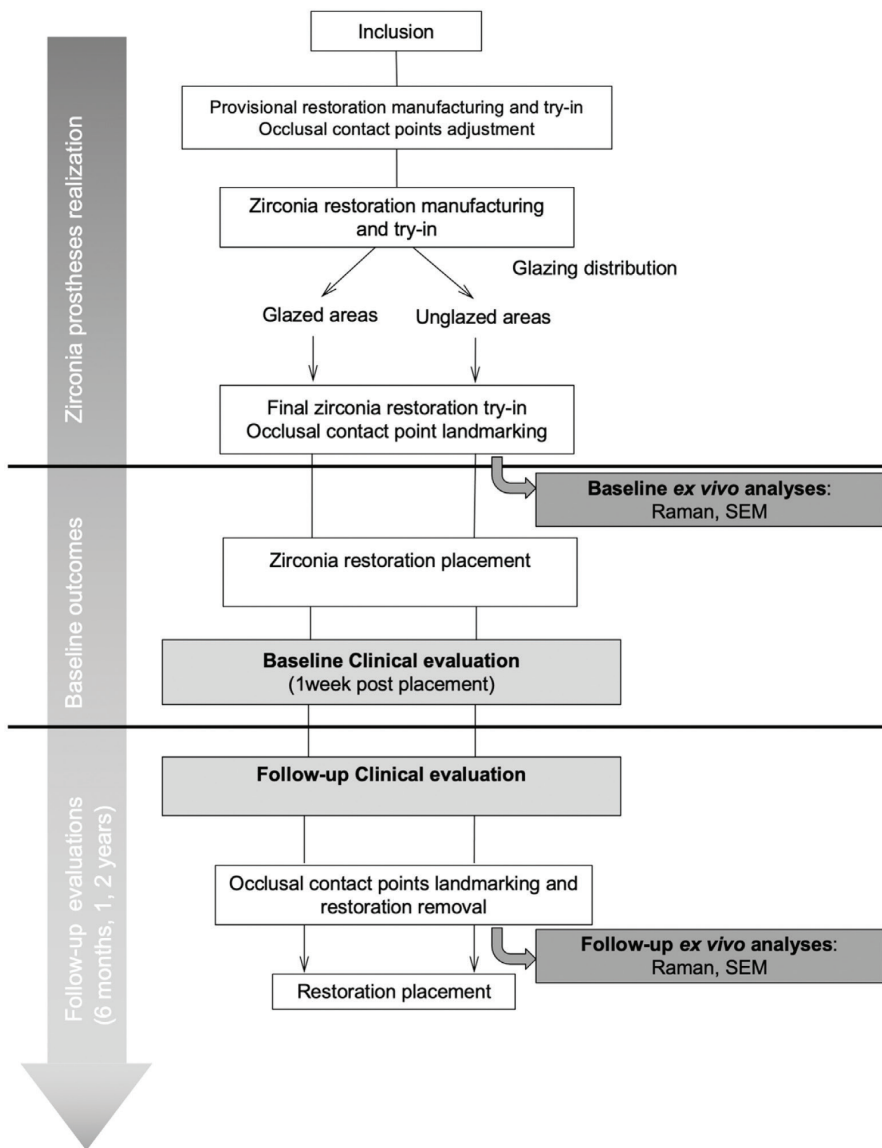 Inclusion
Provisional restoration manufacturing and try-in
Occlusal contact points adjustment
Zirconia restoration manufacturing
and try-in
Glazing distribution
Glazed areas
Unglazed areas
Final zirconia restoration try-in
Occlusal contact point landmarking
Zirconia prostheses realization
Baseline ex vivo analyses:
Raman, SEM
Zirconia restoration placement
Baseline Clinical evaluation
(1week post placement)
Baseline outcomes
Follow-up Clinical evaluation
Occlusal contact points landmarking and
restoration removal
Follow-up ex vivo analyses:
Raman, SEM
Restoration placement
Follow-up evaluations
(6 months, 1, 2 years)